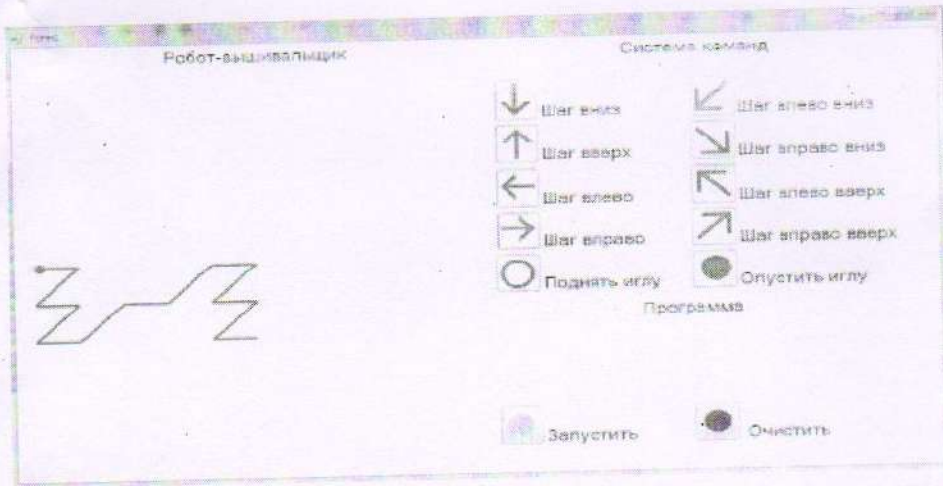 Робот-вышивальщик
Система команд
Шаг вниз
Шаг влево вниз
Шаг вверх
Шаг вправо вниз
Шаг влево
Шаг влево вверх
Шаг вправо
Шаг вправо вверх
Поднять иглу
Опустить иглу
Программа
Запустить
Очистить